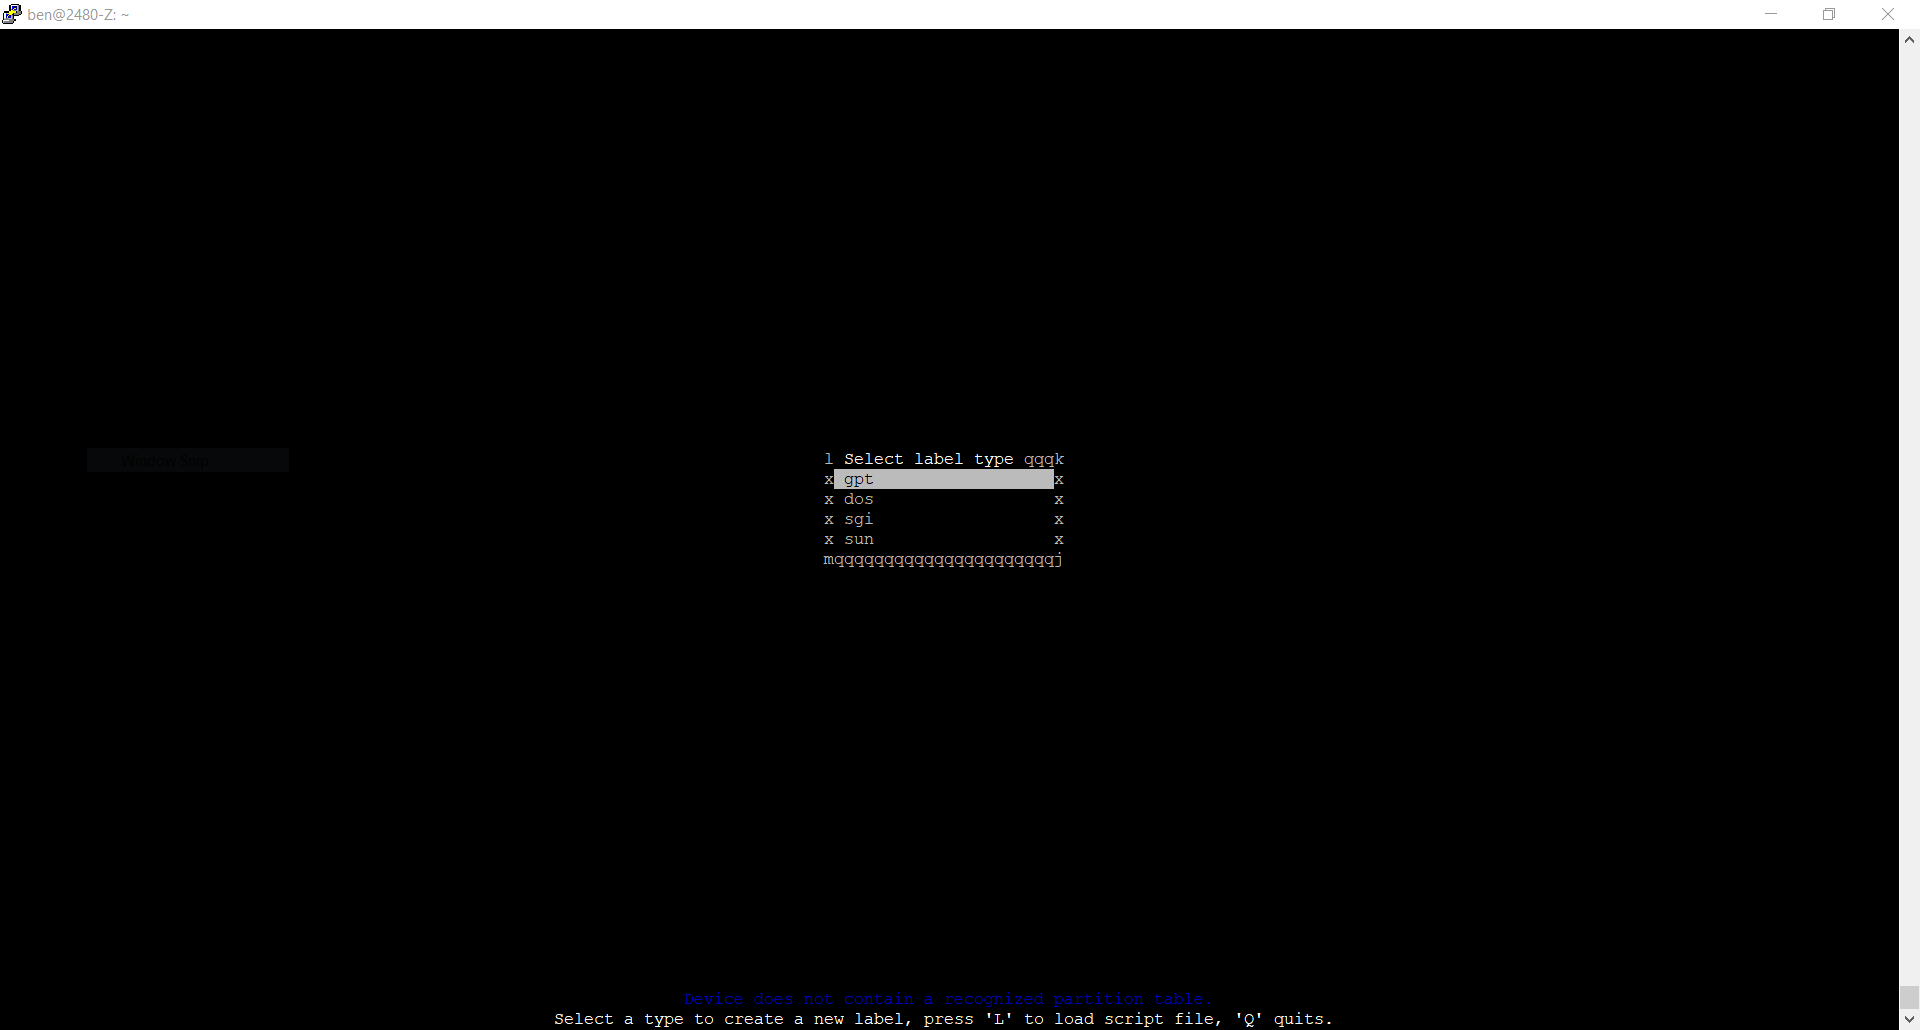 ben@2480-Z: ~
l Select label type qqqk
x gpt x
x dos x
x sgi x
x sun x
mqqqqqqqqqqqqqqqqqqqqqqj
Window Snip
Device does not contain a recognized partition table.
Select a type to create a new label, press 'L' to load script file, 'Q' quits.